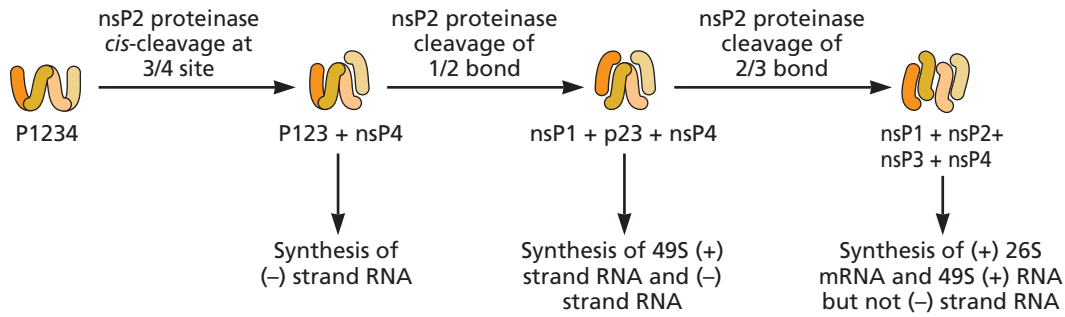 nsP2 proteinase
cis-cleavage at
3/4 site
nsP2 proteinase
cleavage of
1/2 bond
nsP2 proteinase
cleavage of
2/3 bond
P1234
P123 + nsP4
nsP1 + p23 + nsP4
nsP1 + nsP2+
nsP3 + nsP4
Synthesis of
(–) strand RNA
Synthesis of 49S (+)
strand RNA and (–)
strand RNA
Synthesis of (+) 26S
mRNA and 49S (+) RNA
but not (–) strand RNA